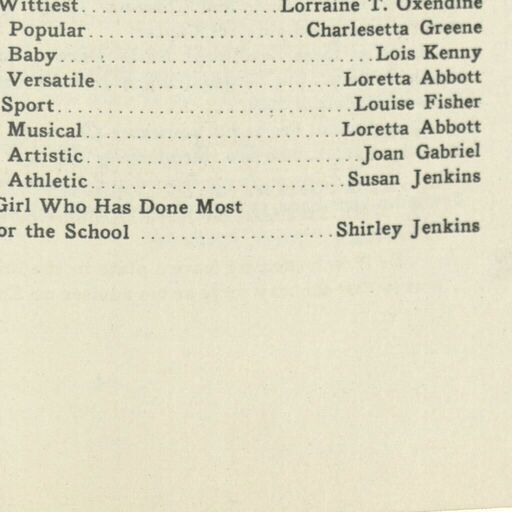 Wittiest..................Lorraine T. Oxendine
Popular......................Charlesetta Greene
Baby................................Lois Kenny
Versatile.........................Loretta Abbott
Sport..............................Louise Fisher
Musical...........................Loretta Abbott
Artistic..............................Joan Gabriel
Athletic...........................Susan Jenkins
Girl Who Has Done Most
or the School ....................Shirley Jenkins